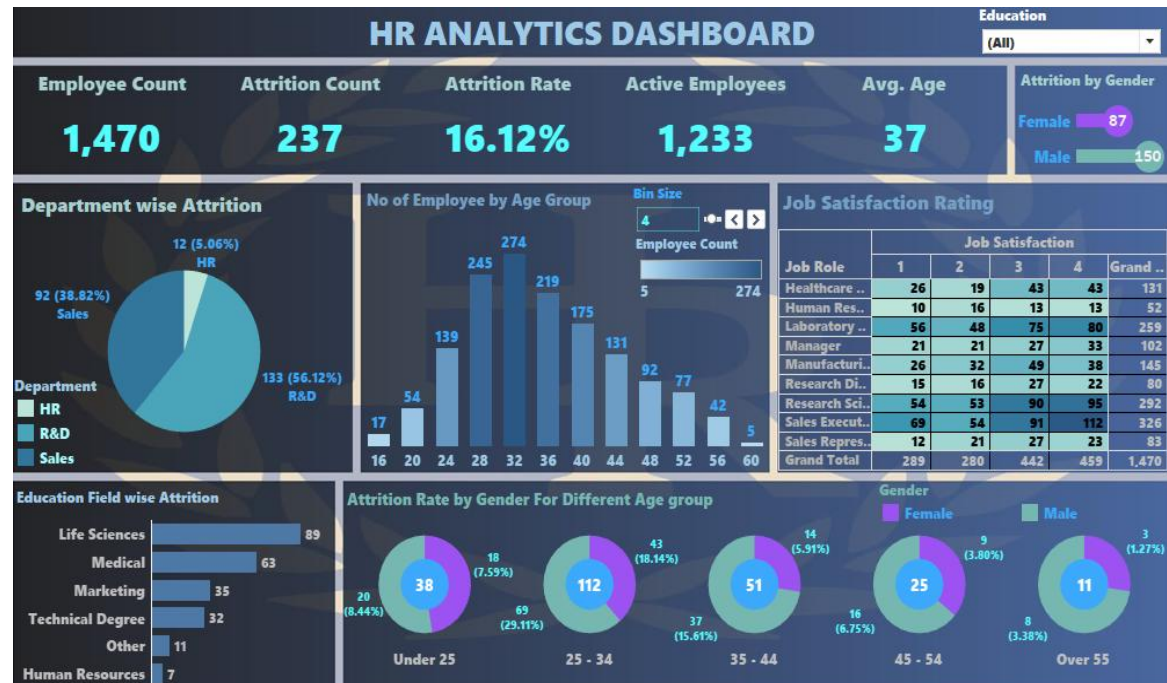 HR ANALYTICS DASHBOARD
Education
(All)
Employee Count
1,470
Attrition Count
237
Attrition Rate
16.12%
Active Employees
1,233
Avg. Age
37
Attrition by Gender
Female 87
Male 150
Department wise Attrition
12 (5.06%)
HR
92 (38.82%)
Sales
133 (56.12%)
R&D
Department
HR
R&D
Sales
No of Employee by Age Group
Bin Size
4
Employee Count
5 274
17 54 139 245 274 219 175 131 92 77 42 5
16 20 24 28 32 36 40 44 48 52 56 60
Job Satisfaction Rating
Job Satisfaction
Job Role 1 2 3 4 Grand ..
Healthcare .. 26 19 43 43 131
Human Res.. 10 16 13 13 52
Laboratory .. 56 48 75 80 259
Manager 21 21 27 33 102
Manufacturi.. 26 32 49 38 145
Research Di.. 15 16 27 22 80
Research Sci.. 54 53 90 95 292
Sales Execut.. 69 54 91 112 326
Sales Repres.. 12 21 27 23 83
Grand Total 289 280 442 459 1,470
Education Field wise Attrition
Life Sciences 89
Medical 63
Marketing 35
Technical Degree 32
Other 11
Human Resources 7
Attrition Rate by Gender For Different Age group
Gender
Female Male
18
(7.59%)
38
20
(8.44%)
Under 25
43
(18.14%)
112
69
(29.11%)
25 - 34
14
(5.91%)
51
37
(15.61%)
35 - 44
9
(3.80%)
25
16
(6.75%)
45 - 54
3
(1.27%)
11
8
(3.38%)
Over 55